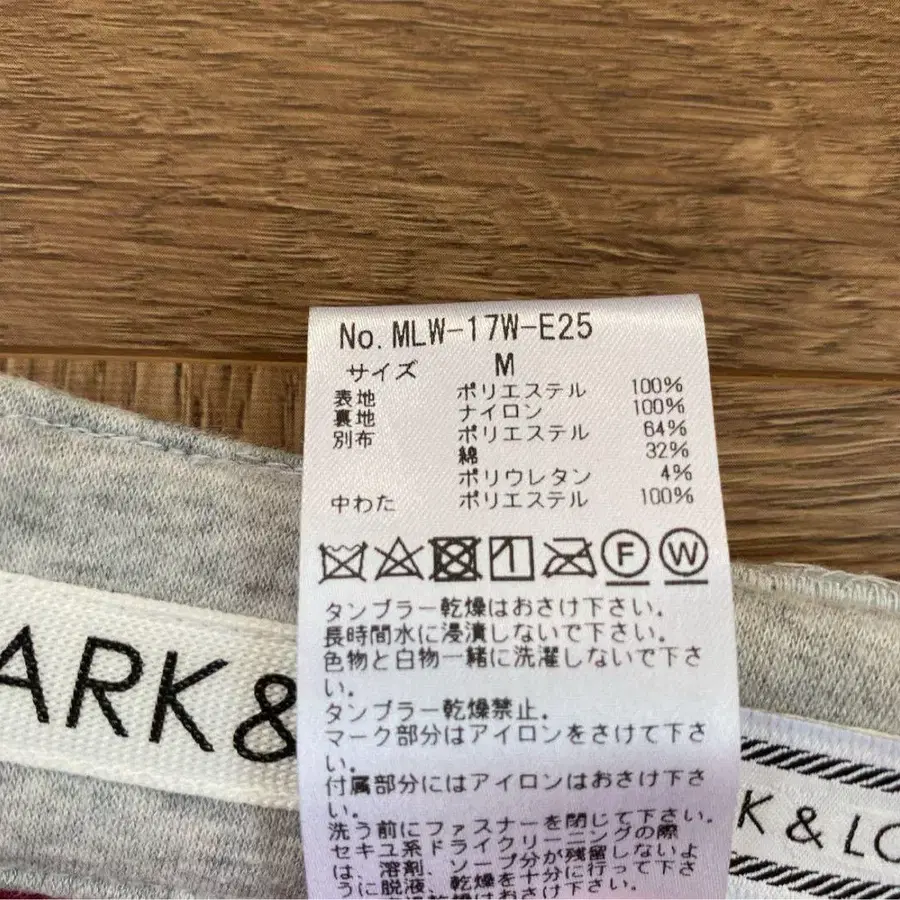 No. MLW-17W-E25
サイズ M
表地 ポリエステル 100%
裏地 ナイロン 100%
別布 ポリエステル 64%
綿 32%
ポリウレタン 4%
中わた ポリエステル 100%
F W
タンブラー乾燥はおさけ下さい.
長時間水に浸漬しないで下さい.
色物と白物一緒に洗濯しないで下さ
い.
タンブラー乾燥禁止.
マーク部分はアイロンをさけて下さ
い.
付属部分にはアイロンはおさけ下さ
い.
洗う前にファスナーを閉じて下さい.
セキユ系ドライクリーニングの際
は、溶剤、ソープ分が残留しないよ
うに脱液、乾燥を十分に行って下さ
ARK &
K & LO